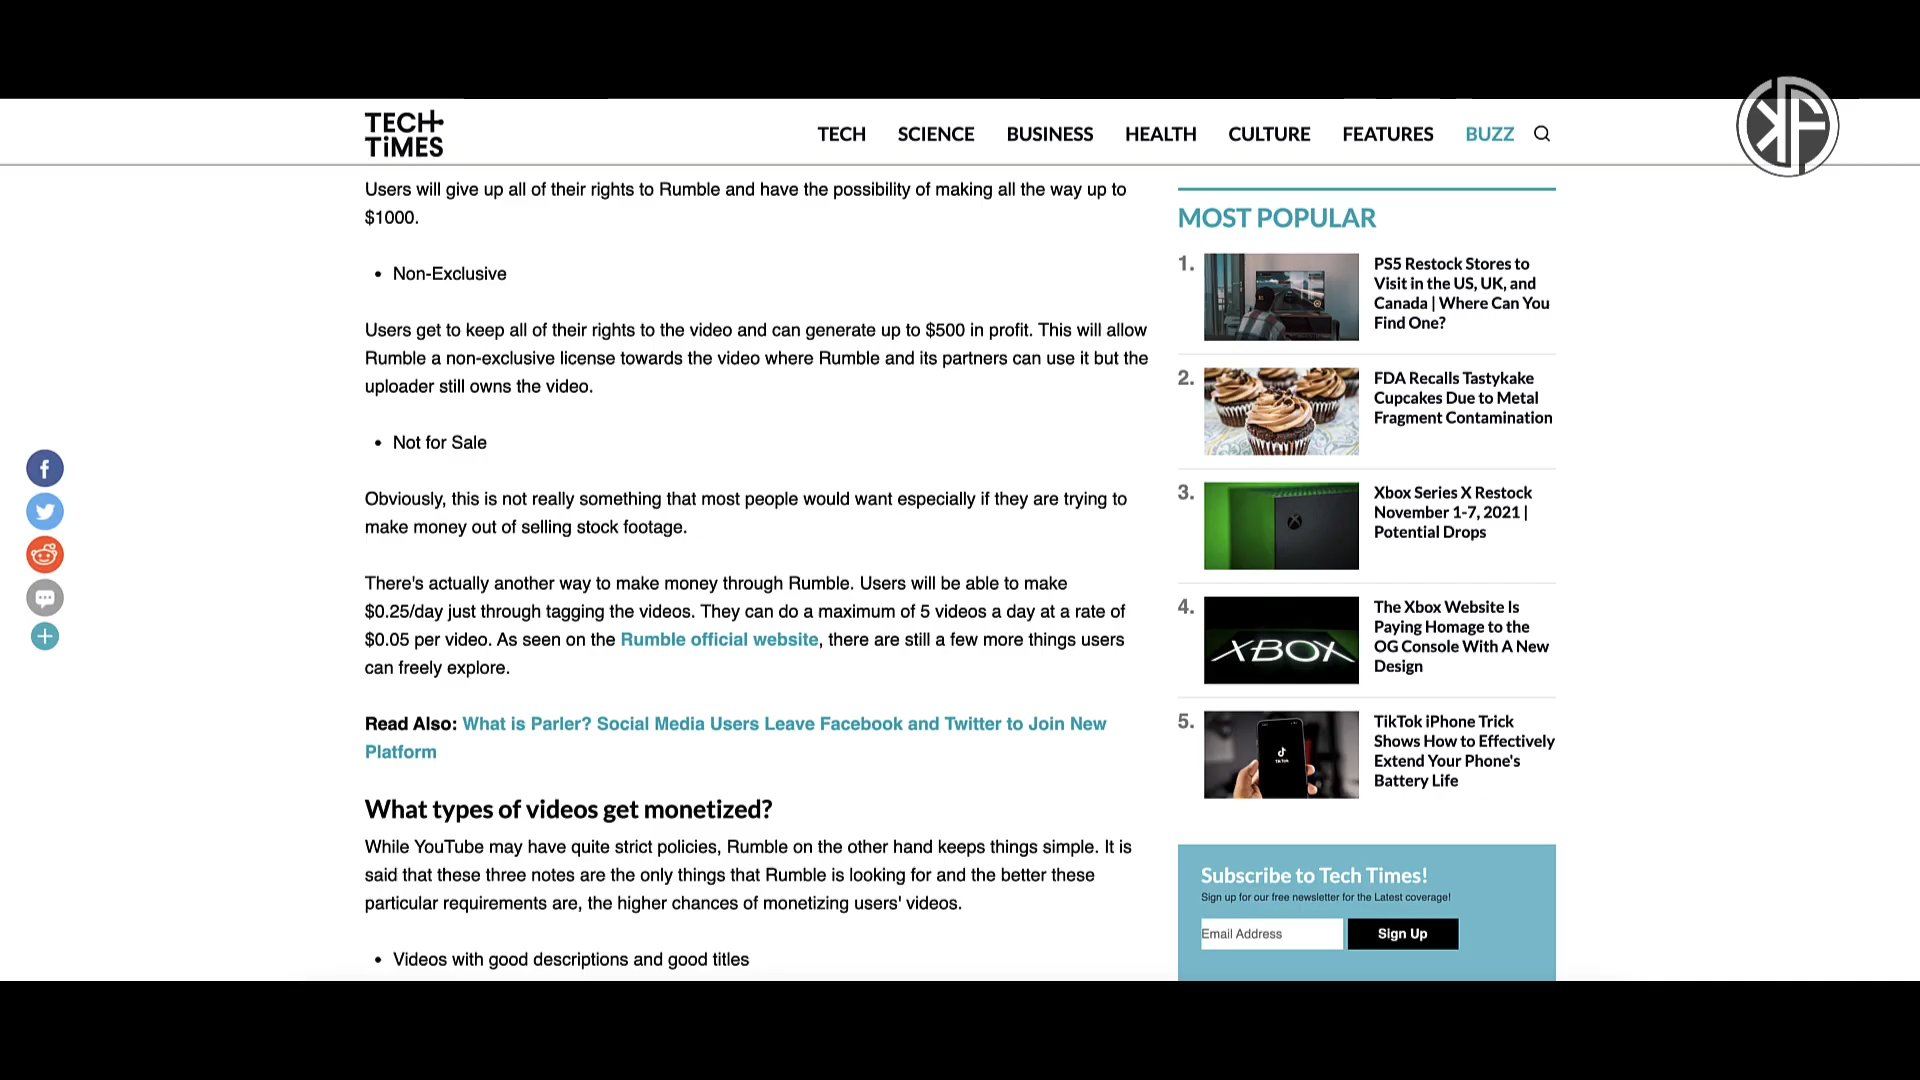 TECH
TiMES
TECH
SCIENCE
BUSINESS
HEALTH
CULTURE
FEATURES
BUZZ
Users will give up all of their rights to Rumble and have the possibility of making all the way up to
$1000.
• Non-Exclusive
Users get to keep all of their rights to the video and can generate up to $500 in profit. This will allow
Rumble a non-exclusive license towards the video where Rumble and its partners can use it but the
uploader still owns the video.
• Not for Sale
Obviously, this is not really something that most people would want especially if they are trying to
make money out of selling stock footage.
There's actually another way to make money through Rumble. Users will be able to make
$0.25/day just through tagging the videos. They can do a maximum of 5 videos a day at a rate of
$0.05 per video. As seen on the Rumble official website, there are still a few more things users
can freely explore.
Read Also: What is Parler? Social Media Users Leave Facebook and Twitter to Join New
Platform
What types of videos get monetized?
While YouTube may have quite strict policies, Rumble on the other hand keeps things simple. It is
said that these three notes are the only things that Rumble is looking for and the better these
particular requirements are, the higher chances of monetizing users' videos.
• Videos with good descriptions and good titles
MOST POPULAR
1.
PS5 Restock Stores to
Visit in the US, UK, and
Canada | Where Can You
Find One?
2.
FDA Recalls Tastykake
Cupcakes Due to Metal
Fragment Contamination
3.
Xbox Series X Restock
November 1-7, 2021 |
Potential Drops
4.
XBOX
The Xbox Website Is
Paying Homage to the
OG Console With A New
Design
5.
TikTok
TikTok iPhone Trick
Shows How to Effectively
Extend Your Phone's
Battery Life
Subscribe to Tech Times!
Sign up for our free newsletter for the Latest coverage!
Email Address
Sign Up
KF